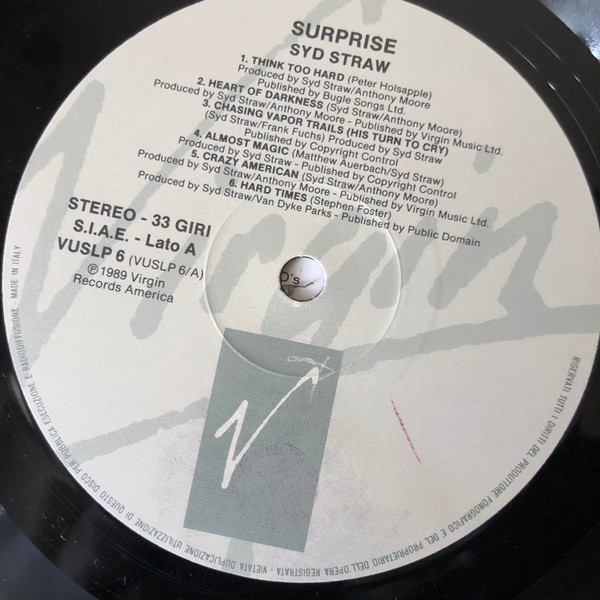 SURPRISE
SYD STRAW
1. THINK TOO HARD (Peter Holsapple)
Produced by Syd Straw/Anthony Moore
Published by Bugle Songs Ltd.
2. HEART OF DARKNESS (Syd Straw/Anthony Moore)
Produced by Syd Straw/Anthony Moore - Published by Virgin Music Ltd.
3. CHASING VAPOR TRAILS (HIS TURN TO CRY)
(Syd Straw/Frank Fuchs) Produced by Syd Straw
Published by Copyright Control
4. ALMOST MAGIC (Matthew Auerbach/Syd Straw)
Produced by Syd Straw - Published by Copyright Control
5. CRAZY AMERICAN (Syd Straw/Anthony Moore)
Produced by Syd Straw/Anthony Moore - Published by Virgin Music Ltd.
6. HARD TIMES (Stephen Foster)
Produced by Syd Straw/Van Dyke Parks - Published by Public Domain
STEREO - 33 GIRI
S.I.A.E. - Lato A
VUSLP 6 (VUSLP 6/A)
℗ 1989 Virgin
Records America
Virgin
O's
V
RISERVATI TUTTI I DIRITTI DEL PRODUTTORE FONOGRAFICO E DEL PROPRIETARIO DELL'OPERA REGISTRATA - VIETATA DUPLICAZIONE UTILIZZAZIONE DI QUESTO DISCO PER PUBBLICA ESECUZIONE E RADIODIFFUSIONE - MADE IN ITALY